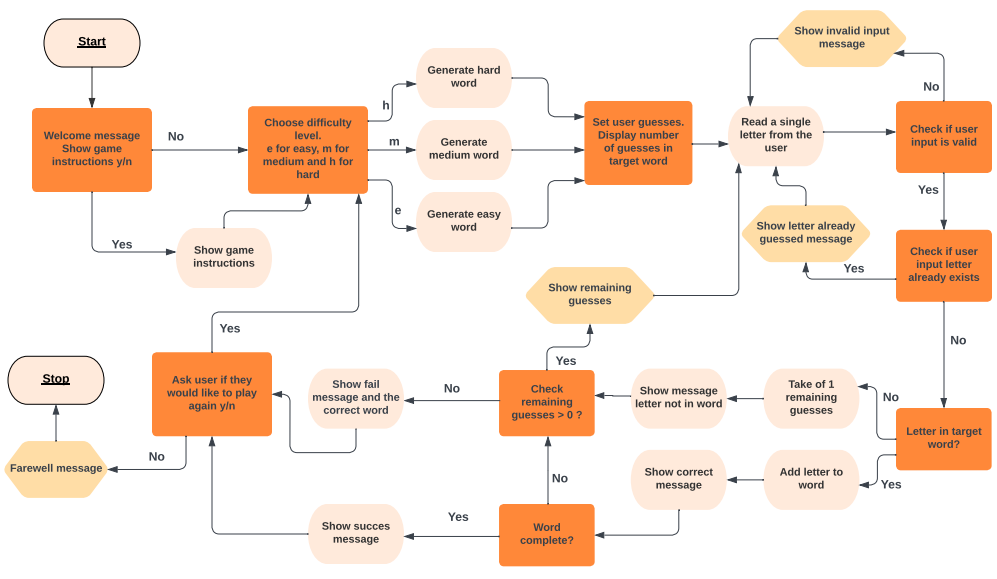 Start
Welcome message
Show game
instructions y/n
No
Yes
Show game
instructions
Choose difficulty
level.
e for easy, m for
medium and h for
hard
h
m
e
Generate hard
word
Generate
medium word
Generate easy
word
Set user guesses.
Display number
of guesses in
target word
Read a single
letter from the
user
Show invalid input
message
No
Check if user
input is valid
Yes
Show letter already
guessed message
Yes
Check if user
input letter
already exists
No
Letter in target
word?
No
Yes
Take of 1
remaining
guesses
Show message
letter not in word
Add letter to
word
Show correct
message
Show remaining
guesses
Yes
Check
remaining
guesses > 0 ?
No
No
Word
complete?
Yes
Show fail
message and the
correct word
Show succes
message
Ask user if they
would like to play
again y/n
Yes
No
Farewell message
Stop